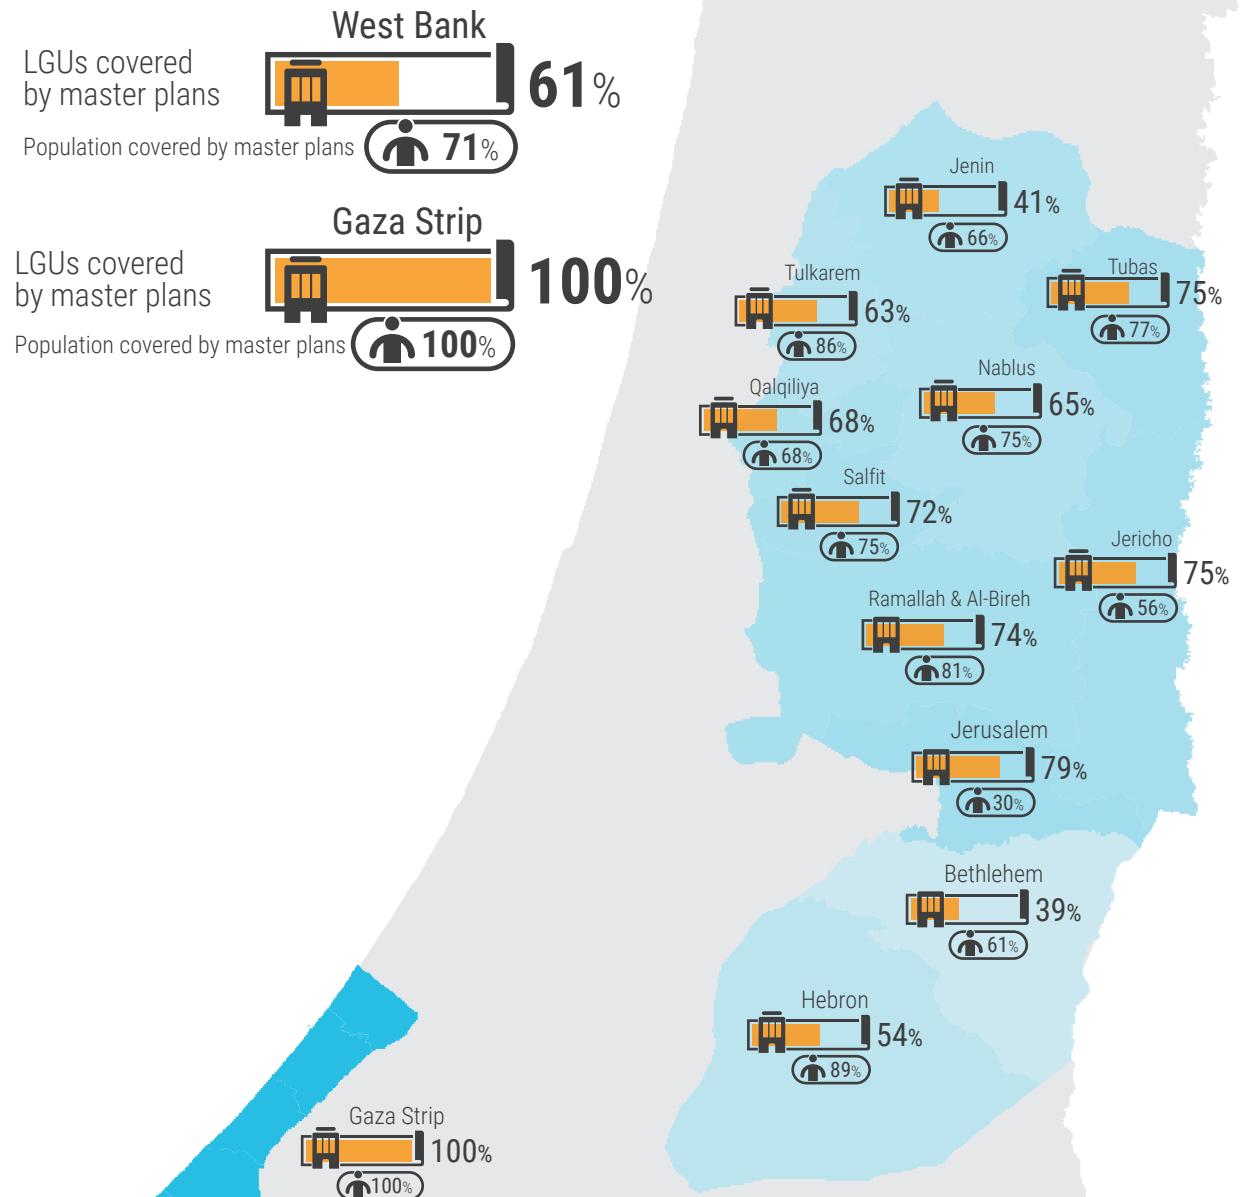 West Bank
LGUs covered
by master plans
61%
Population covered by master plans
71%
Gaza Strip
LGUs covered
by master plans
100%
Population covered by master plans
100%
Jenin
41%
66%
Tulkarem
63%
86%
Tubas
75%
77%
Qalqiliya
68%
68%
Nablus
65%
75%
Salfit
72%
75%
Jericho
75%
56%
Ramallah & Al-Bireh
74%
81%
Jerusalem
79%
30%
Bethlehem
39%
61%
Hebron
54%
89%
Gaza Strip
100%
100%